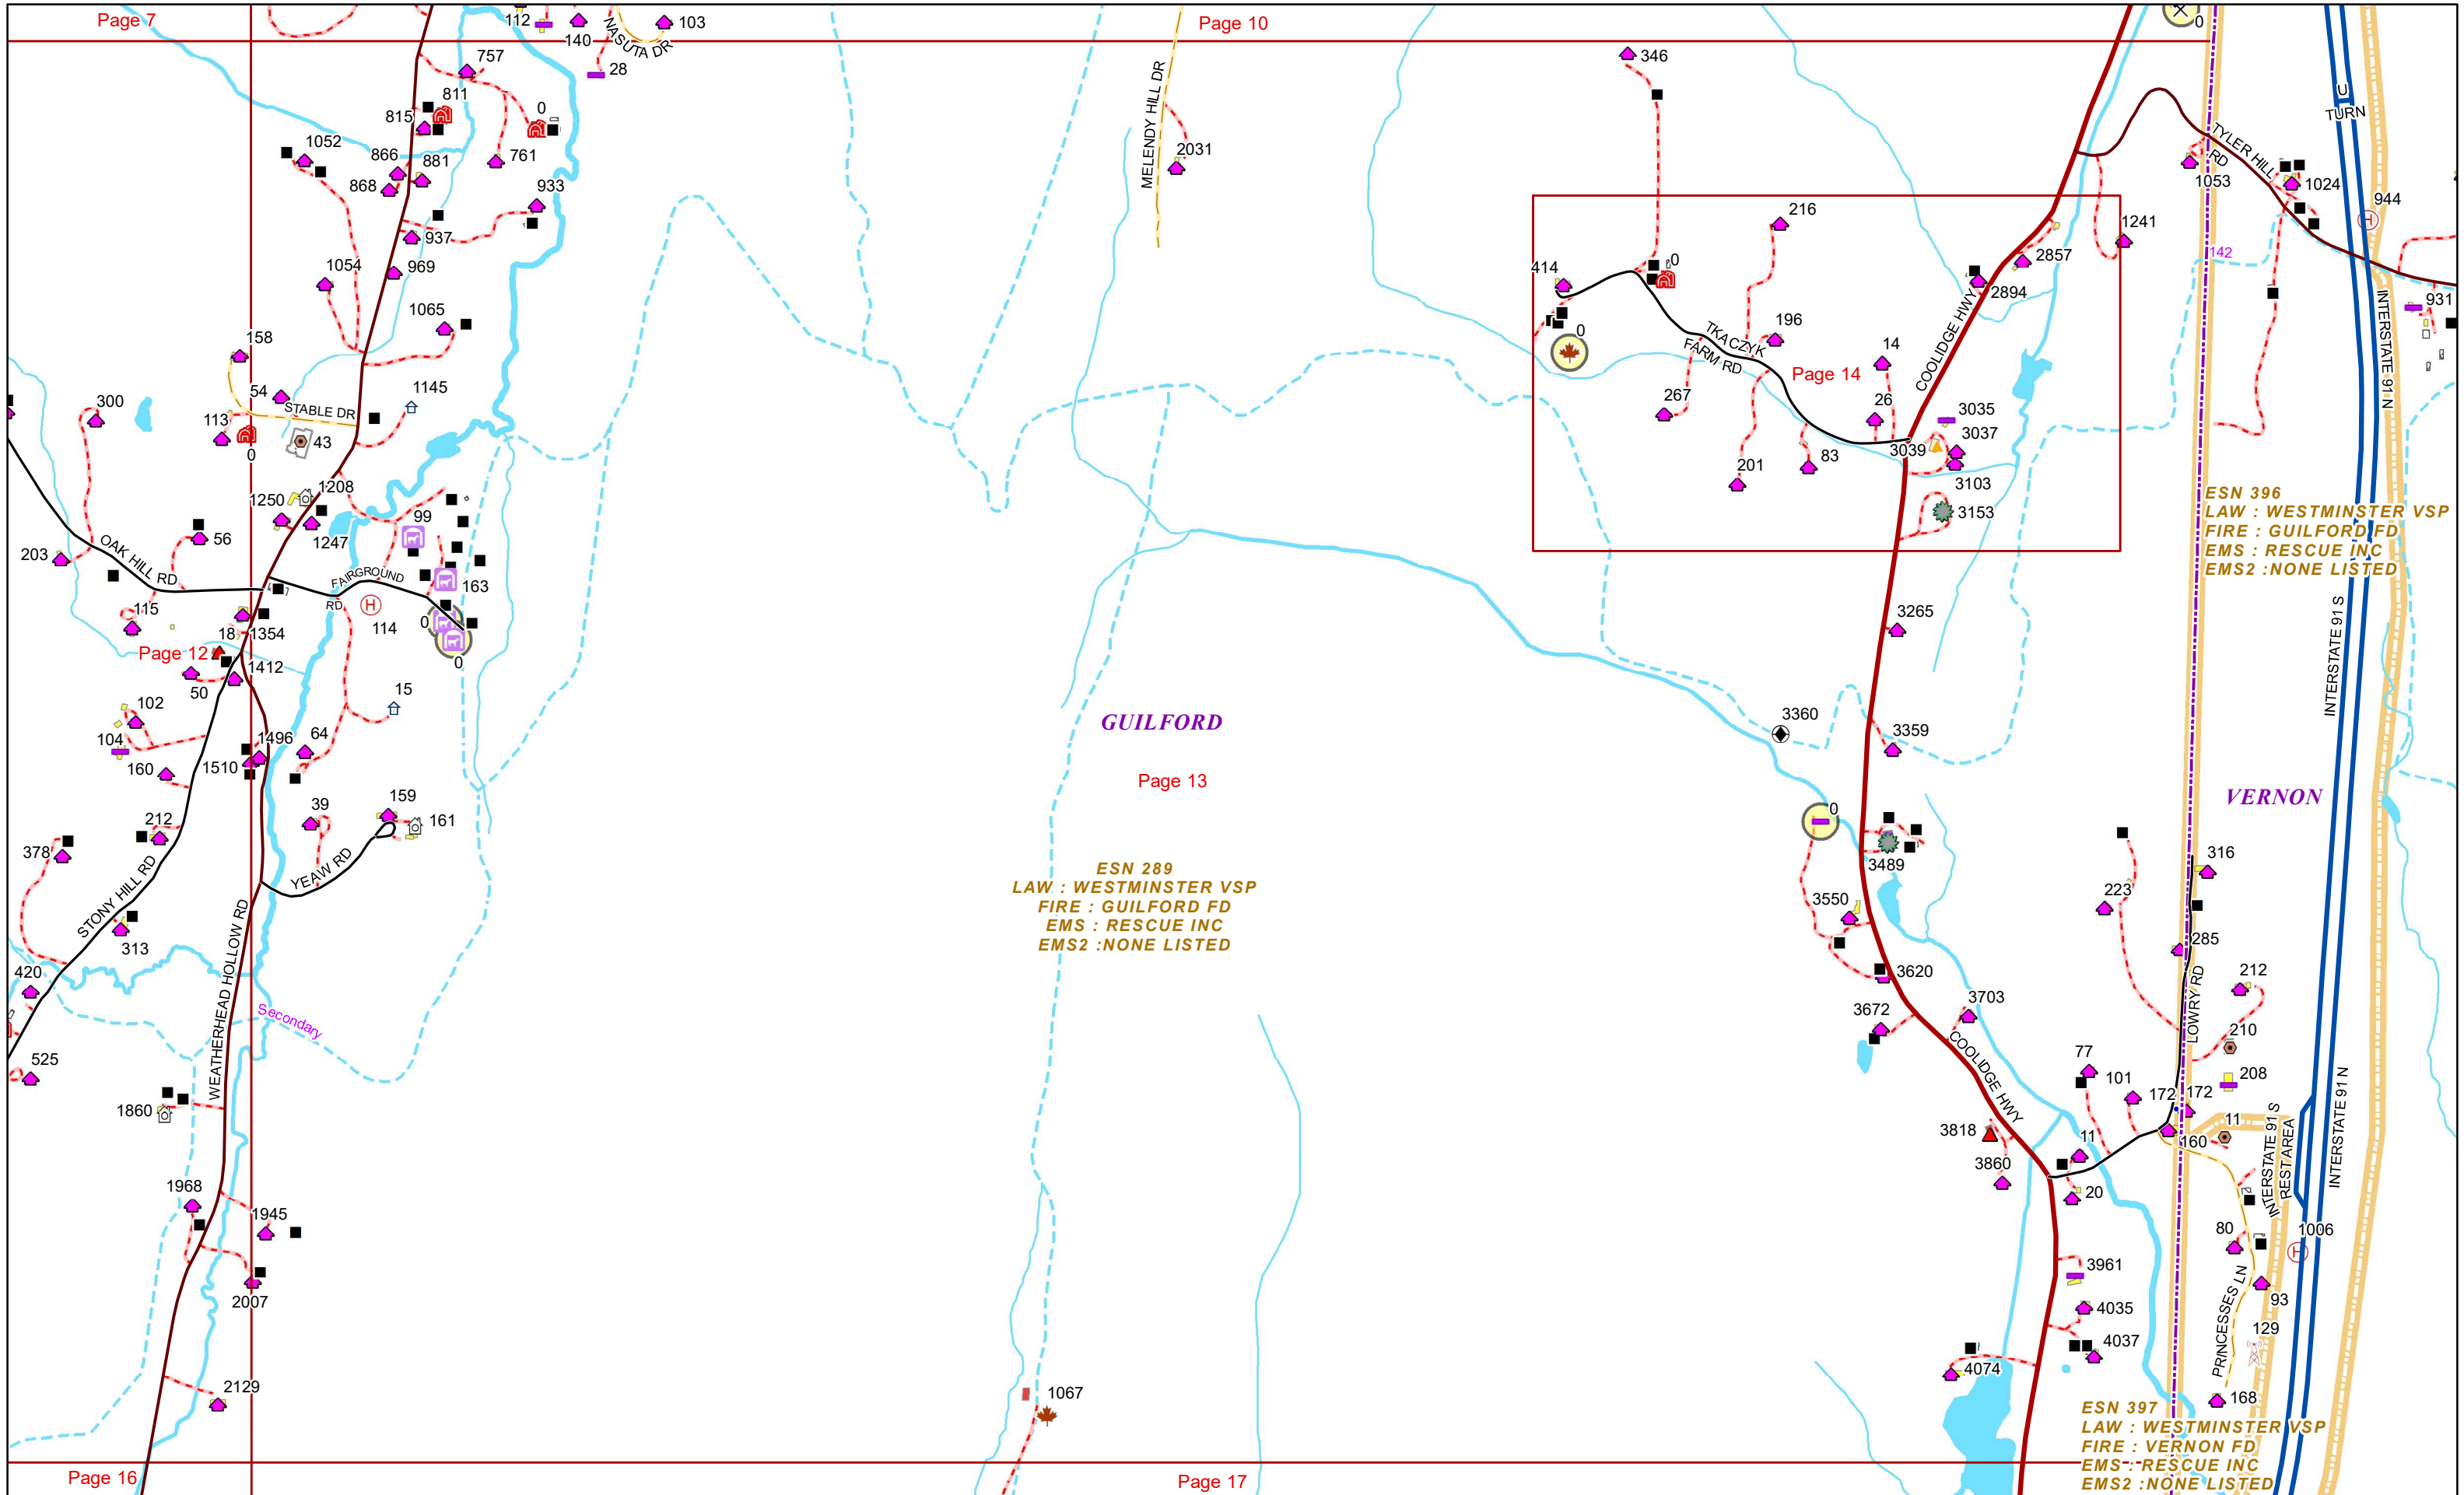 Page 7
112
140
NASUTA DR
103
28
Page 10
0
757
811
815
0
346
MELENDY HILL DR
2031
U
TURN
1052
866
881
868
761
933
937
TYLER HILL
RD
1053
1024
944
1054
969
1065
414
0
216
COOLIDGE HWY
2857
2894
1241
142
931
INTERSTATE 91 N
158
54
STABLE DR
1145
300
113
0
43
0
TKACZYK
FARM RD
196
Page 14
14
267
26
3035
3037
3039
201
83
3103
3153
1250
1208
1247
99
203
OAK HILL RD
56
FAIRGROUND
RD
163
114
0
0
ESN 396
LAW : WESTMINSTER VSP
FIRE : GUILFORD FD
EMS : RESCUE INC
EMS2 :NONE LISTED
115
18
1354
Page 12
1412
50
3265
INTERSTATE 91 S
102
104
15
64
1496
1510
160
GUILFORD
Page 13
3360
3359
VERNON
39
159
161
212
378
YEAW RD
STONY HILL RD
313
420
WEATHERHEAD HOLLOW RD
0
3489
3550
316
223
285
ESN 289
LAW : WESTMINSTER VSP
FIRE : GUILFORD FD
EMS : RESCUE INC
EMS2 :NONE LISTED
3620
3672
3703
COOLIDGE HWY
LOWRY RD
212
210
208
Secondary
525
1860
77
101
172
172
11
160
11
20
3818
3860
INTERSTATE 91 S
REST AREA
INTERSTATE 91 N
1968
1945
2007
80
1006
93
PRINCESSES LN
129
3961
4035
4037
4074
168
2129
1067
ESN 397
LAW : WESTMINSTER VSP
FIRE : VERNON FD
EMS : RESCUE INC
EMS2 :NONE LISTED
Page 16
Page 17